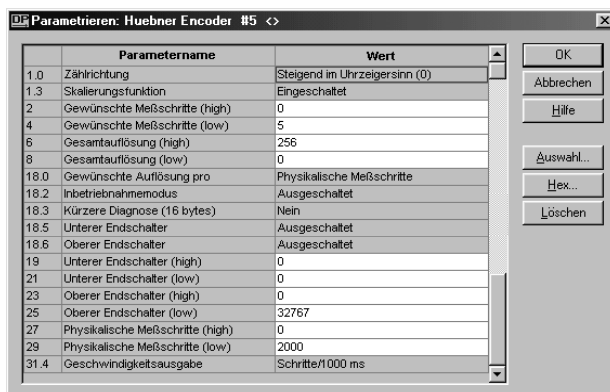 DP Parametrieren: Huebner Encoder #5 <>
Parametername Wert
1.0 Zählrichtung Steigend im Uhrzeigersinn (0)
1.3 Skalierungsfunktion Eingeschaltet
2 Gewünschte Meßschritte (high) 0
4 Gewünschte Meßschritte (low) 5
6 Gesamtauflösung (high) 256
8 Gesamtauflösung (low) 0
18.0 Gewünschte Auflösung pro Physikalische Meßschritte
18.2 Inbetriebnahmemodus Ausgeschaltet
18.3 Kürzere Diagnose (16 bytes) Nein
18.5 Unterer Endschalter Ausgeschaltet
18.6 Oberer Endschalter Ausgeschaltet
19 Unterer Endschalter (high) 0
21 Unterer Endschalter (low) 0
23 Oberer Endschalter (high) 0
25 Oberer Endschalter (low) 32767
27 Physikalische Meßschritte (high) 0
29 Physikalische Meßschritte (low) 2000
31.4 Geschwindigkeitsausgabe Schritte/1000 ms
OK
Abbrechen
Hilfe
Auswahl...
Hex...
Löschen